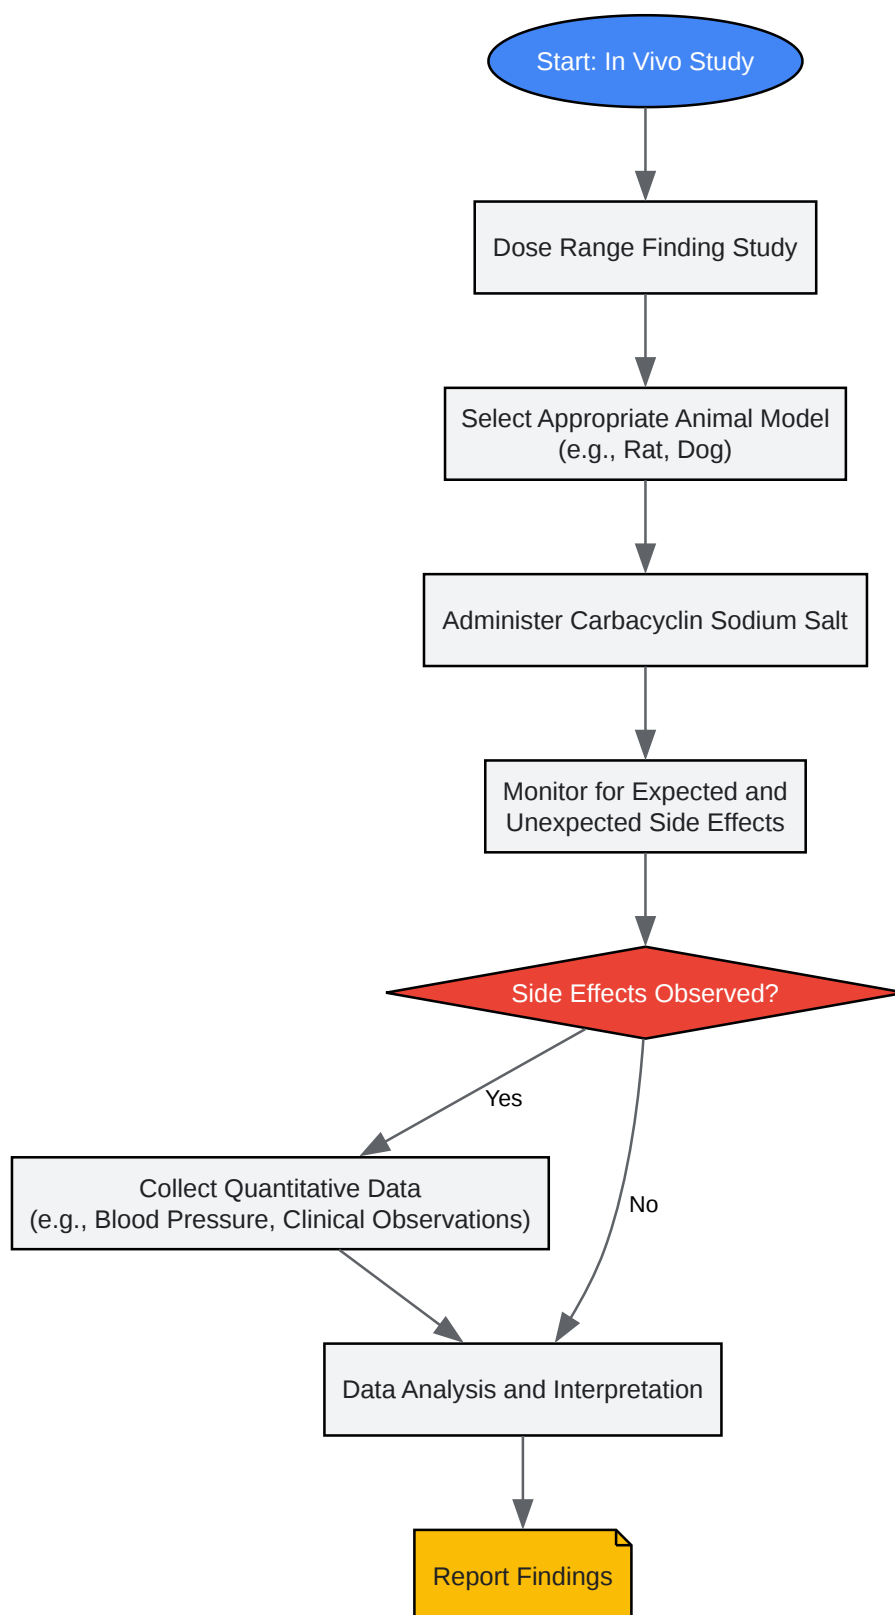 Start: In Vivo Study
Dose Range Finding Study
Select Appropriate Animal Model
(e.g., Rat, Dog)
Administer Carbacyclin Sodium Salt
Monitor for Expected and
Unexpected Side Effects
Side Effects Observed?
Yes
Collect Quantitative Data
(e.g., Blood Pressure, Clinical Observations)
No
Data Analysis and Interpretation
Report Findings